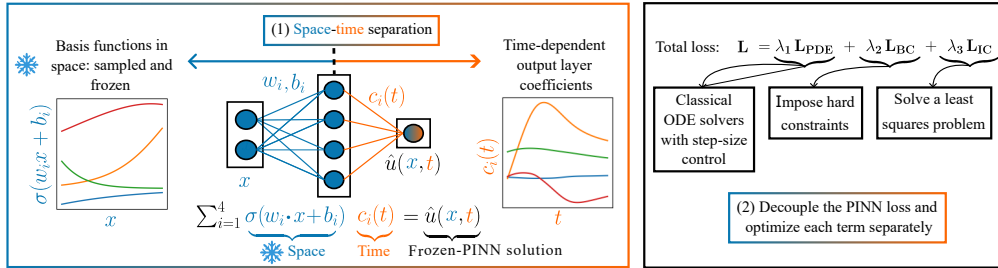 (1) Space-time separation
Basis functions in
space: sampled and
frozen
σ(w_i x + b_i)
x
w_i, b_i
c_i(t)
x
û(x,t)
Time-dependent
output layer
coefficients
c_i(t)
t
∑_{i=1}^{4} σ(w_i·x+b_i) c_i(t) = û(x,t)
Space Time Frozen-PINN solution
Total loss: L = λ_1 L_PDE + λ_2 L_BC + λ_3 L_IC
Classical
ODE solvers
with step-size
control
Impose hard
constraints
Solve a least
squares problem
(2) Decouple the PINN loss and
optimize each term separately